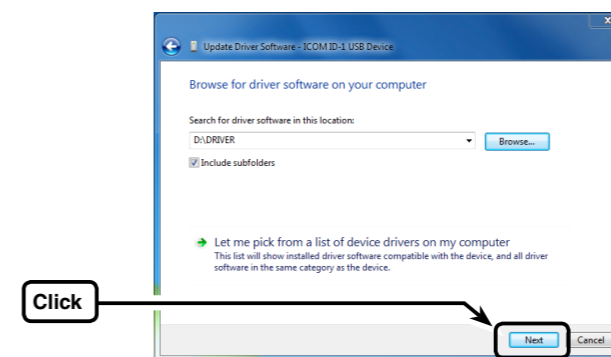 Update Driver Software - ICOM ID-1 USB Device
Browse for driver software on your computer
Search for driver software in this location:
D:\DRIVER
Browse...
Include subfolders
Let me pick from a list of device drivers on my computer
This list will show installed driver software compatible with the device, and all driver
software in the same category as the device.
Click
Next
Cancel